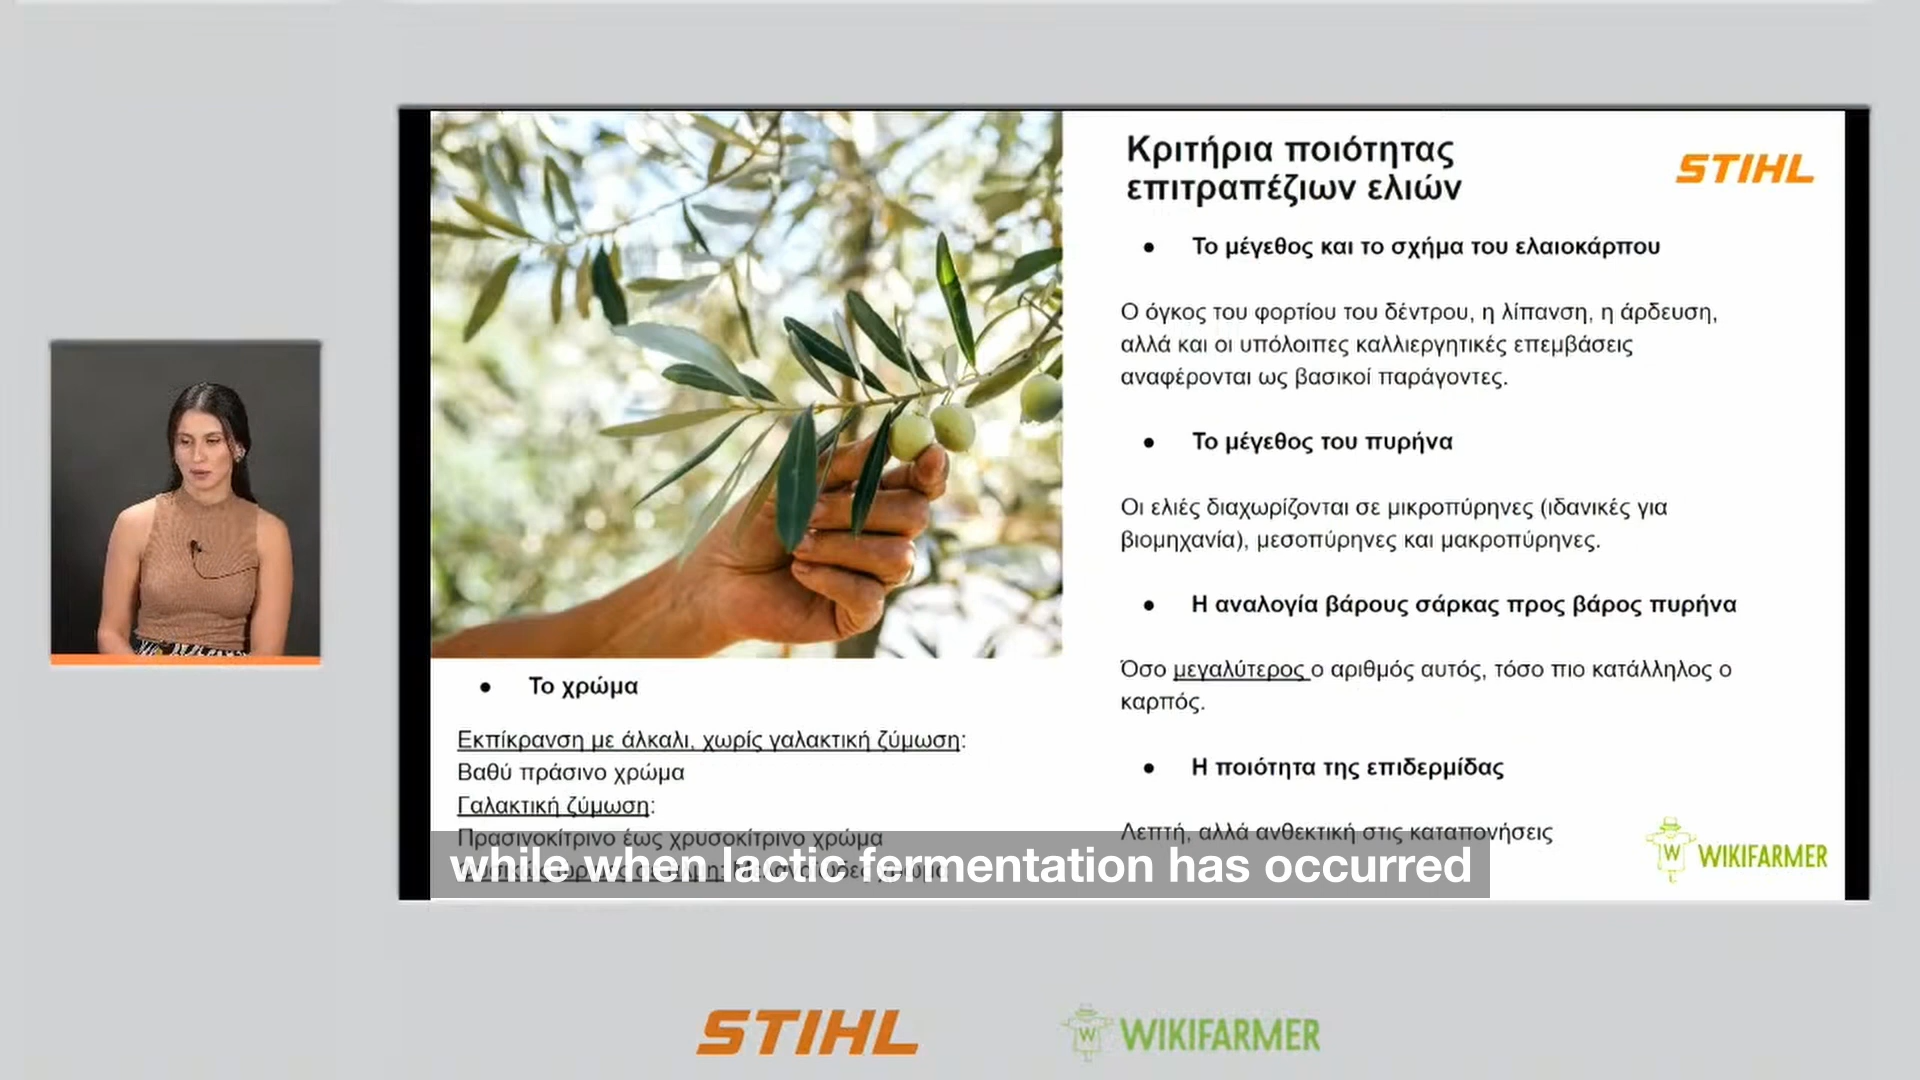 Κριτήρια ποιότητας
επιτραπέζιων ελιών
STIHL
● Το μέγεθος και το σχήμα του ελαιοκάρπου
Ο όγκος του φορτίου του δέντρου, η λίπανση, η άρδευση,
αλλά και οι υπόλοιπες καλλιεργητικές επεμβάσεις
αναφέρονται ως βασικοί παράγοντες.
● Το μέγεθος του πυρήνα
Οι ελιές διαχωρίζονται σε μικροπύρηνες (ιδανικές για
βιομηχανία), μεσοπύρηνες και μακροπύρηνες.
● Η αναλογία βάρους σάρκας προς βάρος πυρήνα
Όσο μεγαλύτερος ο αριθμός αυτός, τόσο πιο κατάλληλος ο
καρπός.
● Η ποιότητα της επιδερμίδας
Λεπτή, αλλά ανθεκτική στις καταπονήσεις
W WIKIFARMER
● Το χρώμα
Εκπίκρανση με άλκαλι, χωρίς γαλακτική ζύμωση:
Βαθύ πράσινο χρώμα
Γαλακτική ζύμωση:
Πρασινοκίτρινο έως χρυσοκίτρινο χρώμα
while when lactic fermentation has occurred
STIHL
W WIKIFARMER